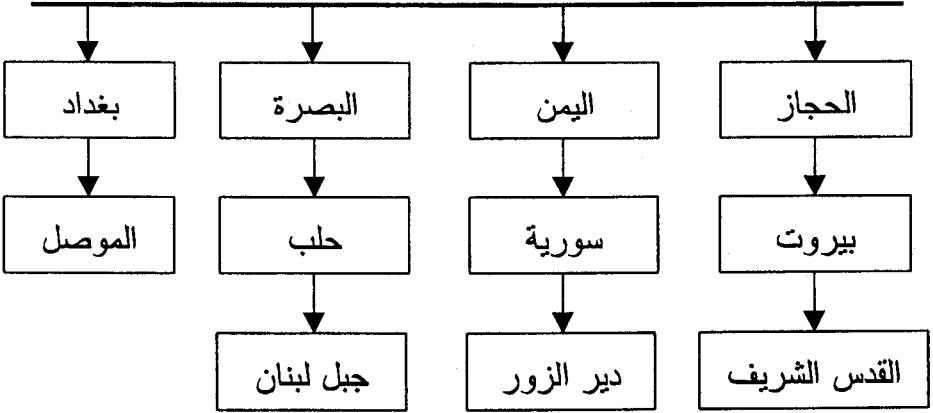 الحجاز
اليمن
البصرة
بغداد
بيروت
سورية
حلب
الموصل
القدس الشريف
دير الزور
جبل لبنان